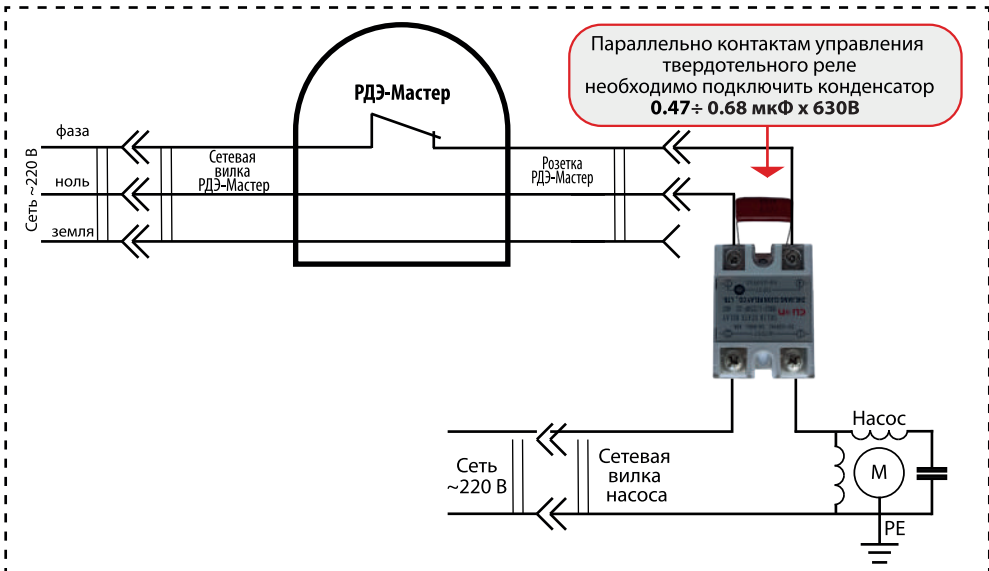 Параллельно контактам управления
твердотельного реле
необходимо подключить конденсатор
0.47÷ 0.68 мкФ х 630В
РДЭ-Мастер
фаза
ноль
земля
Сеть ~220 В
Сетевая
вилка
РДЭ-Мастер
Розетка
РДЭ-Мастер
Насос
М
PE
Сеть
~220 В
Сетевая
вилка
насоса